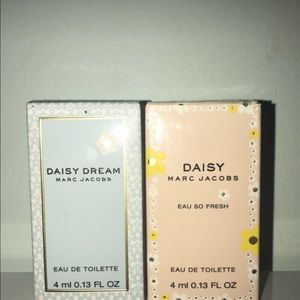 DAISY DREAM
MARC JACOBS
EAU DE TOILETTE
4 ml 0.13 FL OZ
DAISY
MARC JACOBS
EAU SO FRESH
EAU DE TOILETTE
4 ml 0.13 FL OZ